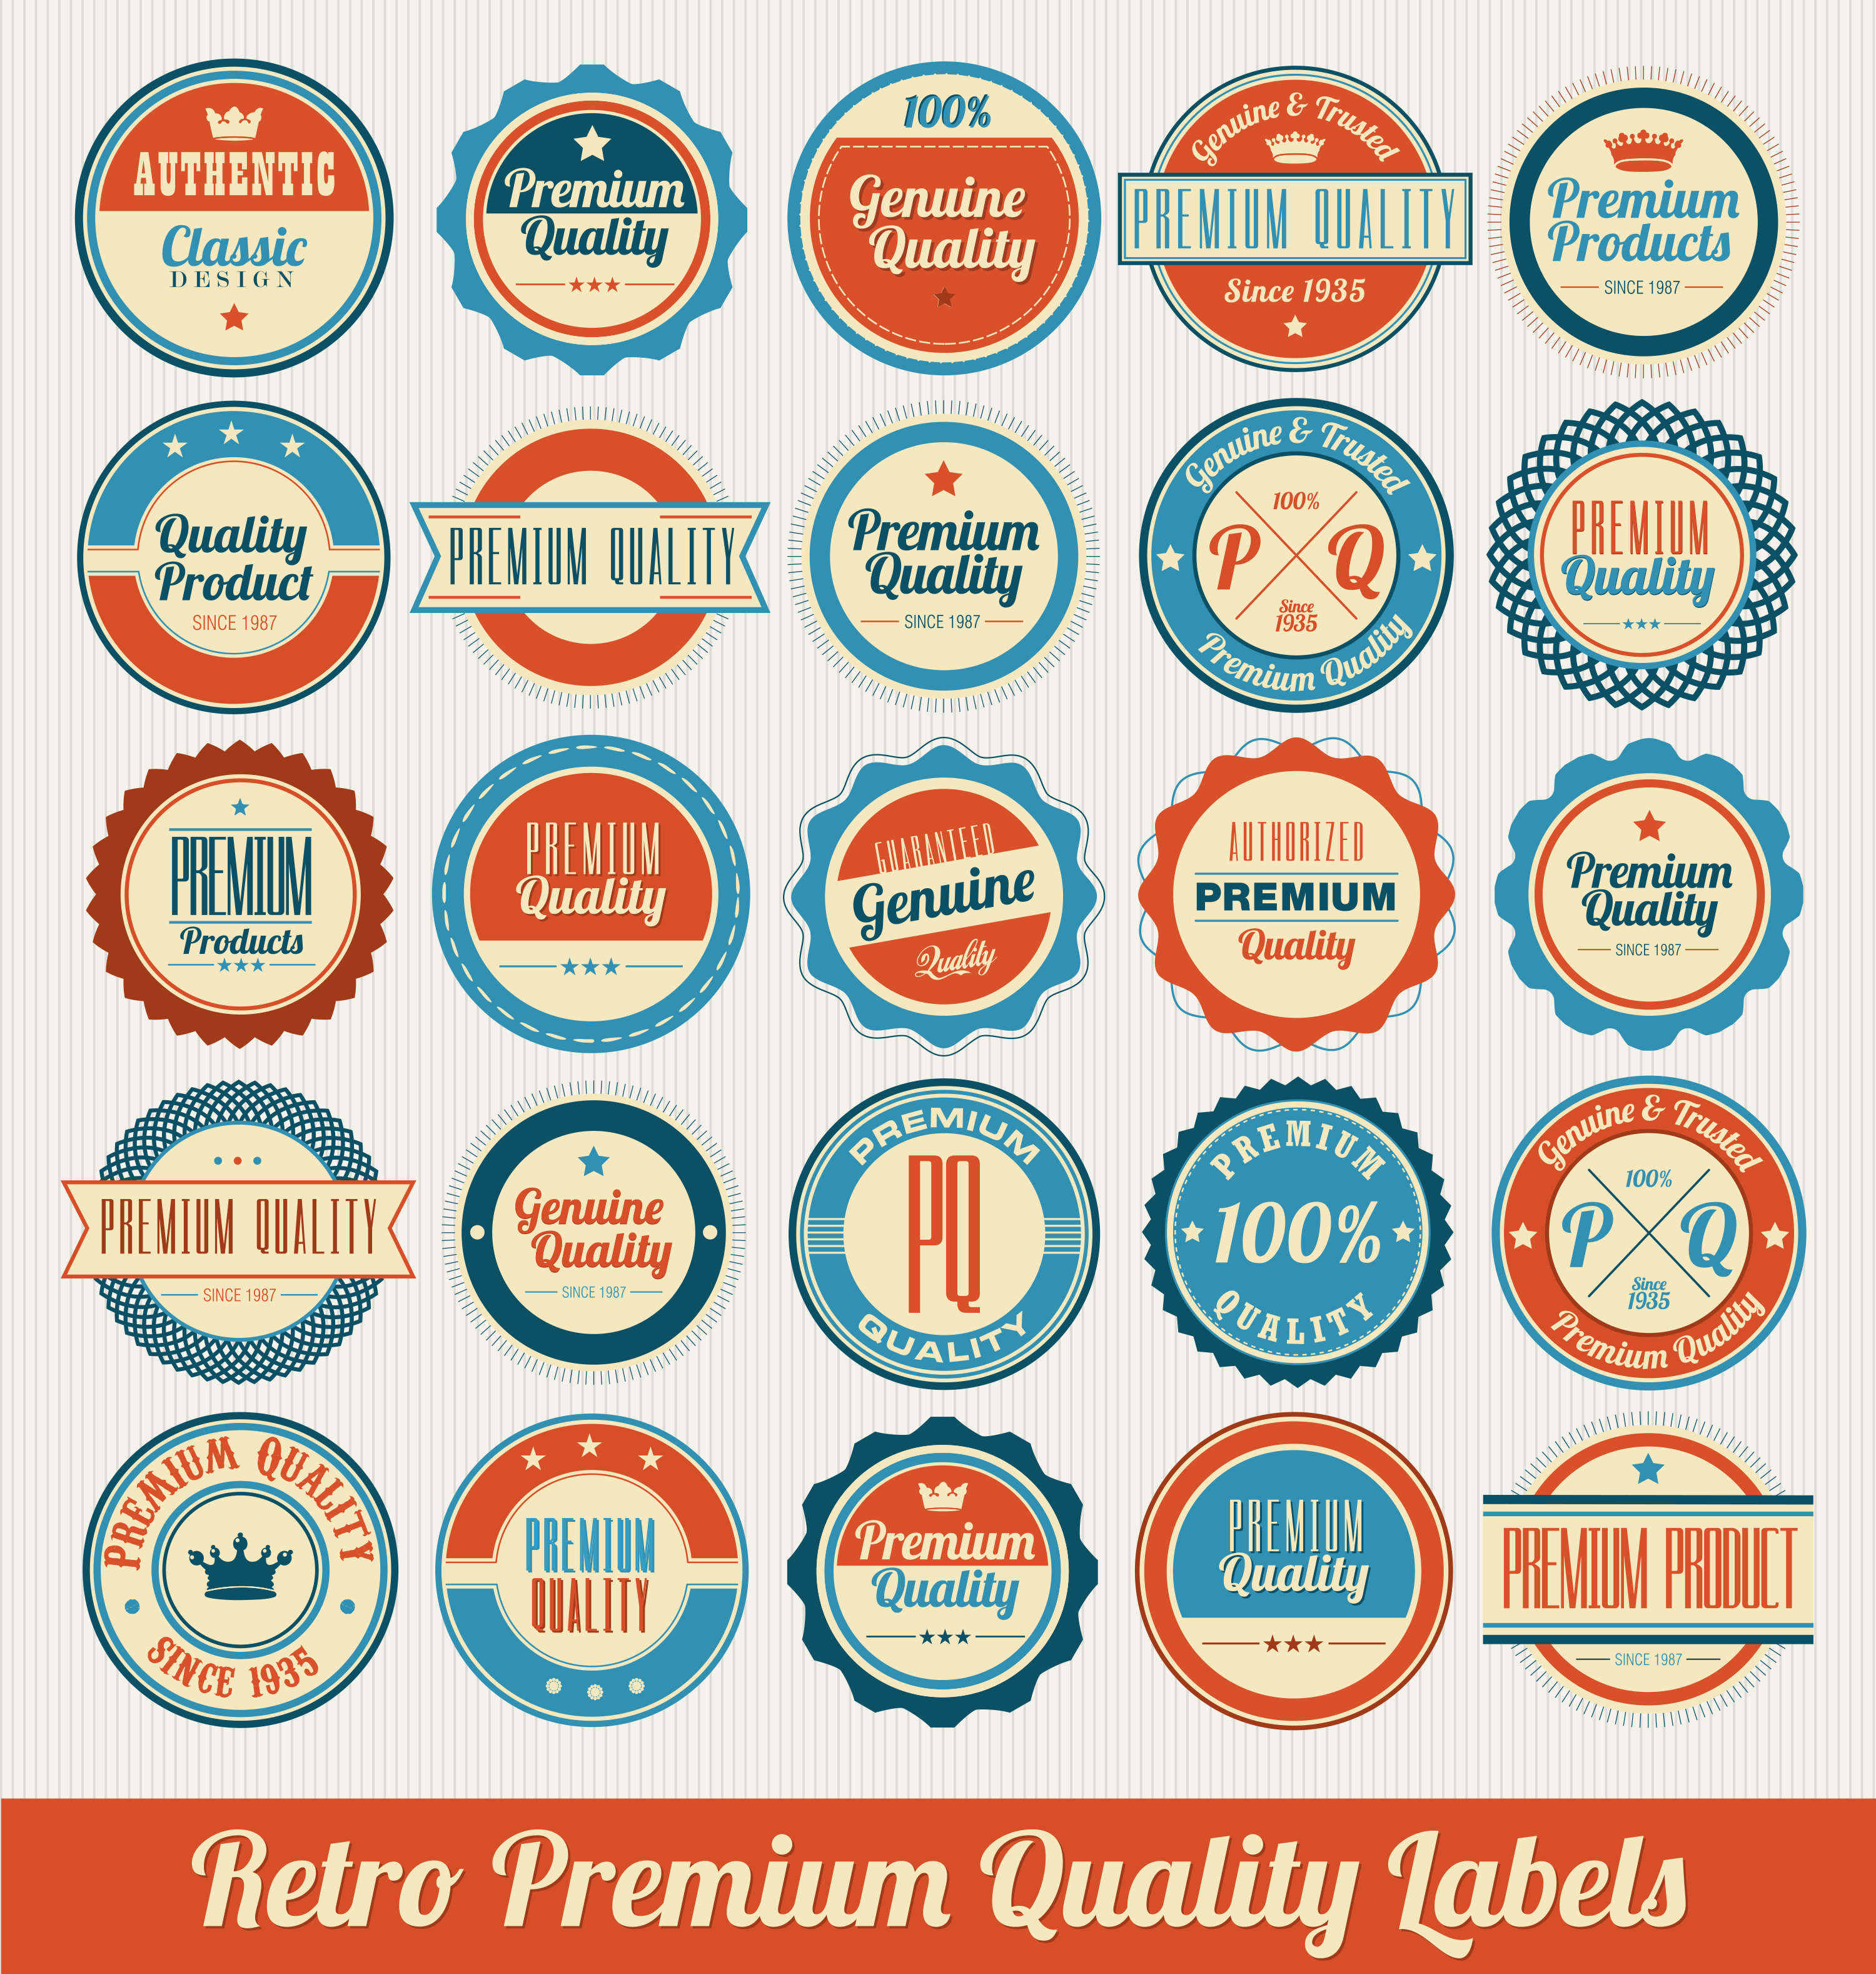 AUTHENTIC
Classic
DESIGN
Premium
Quality
100%
Genuine
Quality
Genuine & Trusted
PREMIUM QUALITY
Since 1935
Premium
Products
SINCE 1987
Quality
Product
SINCE 1987
PREMIUM QUALITY
Premium
Quality
SINCE 1987
Genuine & Trusted
100%
P Q
Since
1935
Premium Quality
PREMIUM
Quality
PREMIUM
Products
PREMIUM
Quality
GUARANTEED
Genuine
Quality
AUTHORIZED
PREMIUM
Quality
Premium
Quality
SINCE 1987
PREMIUM QUALITY
SINCE 1987
Genuine
Quality
SINCE 1987
PREMIUM
PQ
QUALITY
PREMIUM
100%
QUALITY
Genuine & Trusted
100%
P Q
Since
1935
Premium Quality
PREMIUM QUALITY
SINCE 1935
PREMIUM
QUALITY
Premium
Quality
PREMIUM
Quality
PREMIUM PRODUCT
SINCE 1987
Retro Premium Quality Labels